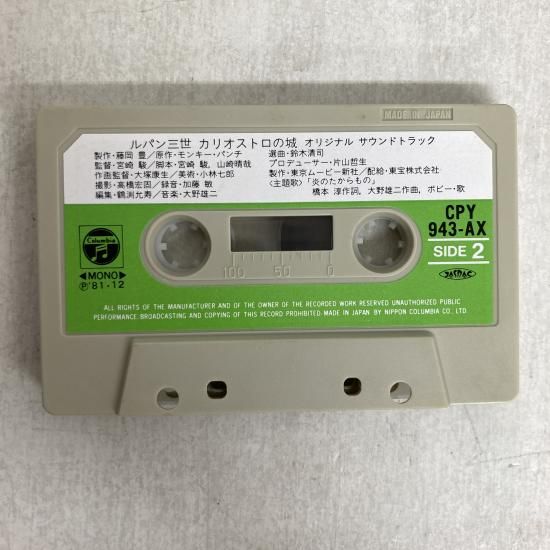 MADE IN JAPAN
ルパン三世 カリオストロの城 オリジナル サウンドトラック
製作・藤岡 豊/原作・モンキー・パンチ 選曲・鈴木清司
監督・宮崎 駿/脚本・宮崎 駿, 山崎晴哉 プロデューサー・片山哲生
作画監督・大塚康生/美術・小林七郎 製作・東京ムービー新社/配給・東宝株式会社
撮影・高橋宏固/録音・加藤 敏 〈主題歌〉「炎のたからもの」
編集・鶴渕允寿/音楽・大野雄二 橋本 淳作詞, 大野雄二作曲, ボビー・歌
CPY
943-AX
SIDE 2
Columbia
◀MONO▶
Ⓟ'81・12
100 50 0
JASRAC
ALL RIGHTS OF THE MANUFACTURER AND OF THE OWNER OF THE RECORDED WORK RESERVED UNAUTHORIZED PUBLIC
PERFORMANCE, BROADCASTING AND COPYING OF THIS RECORD PROHIBITED. MADE IN JAPAN BY NIPPON COLUMBIA CO., LTD.